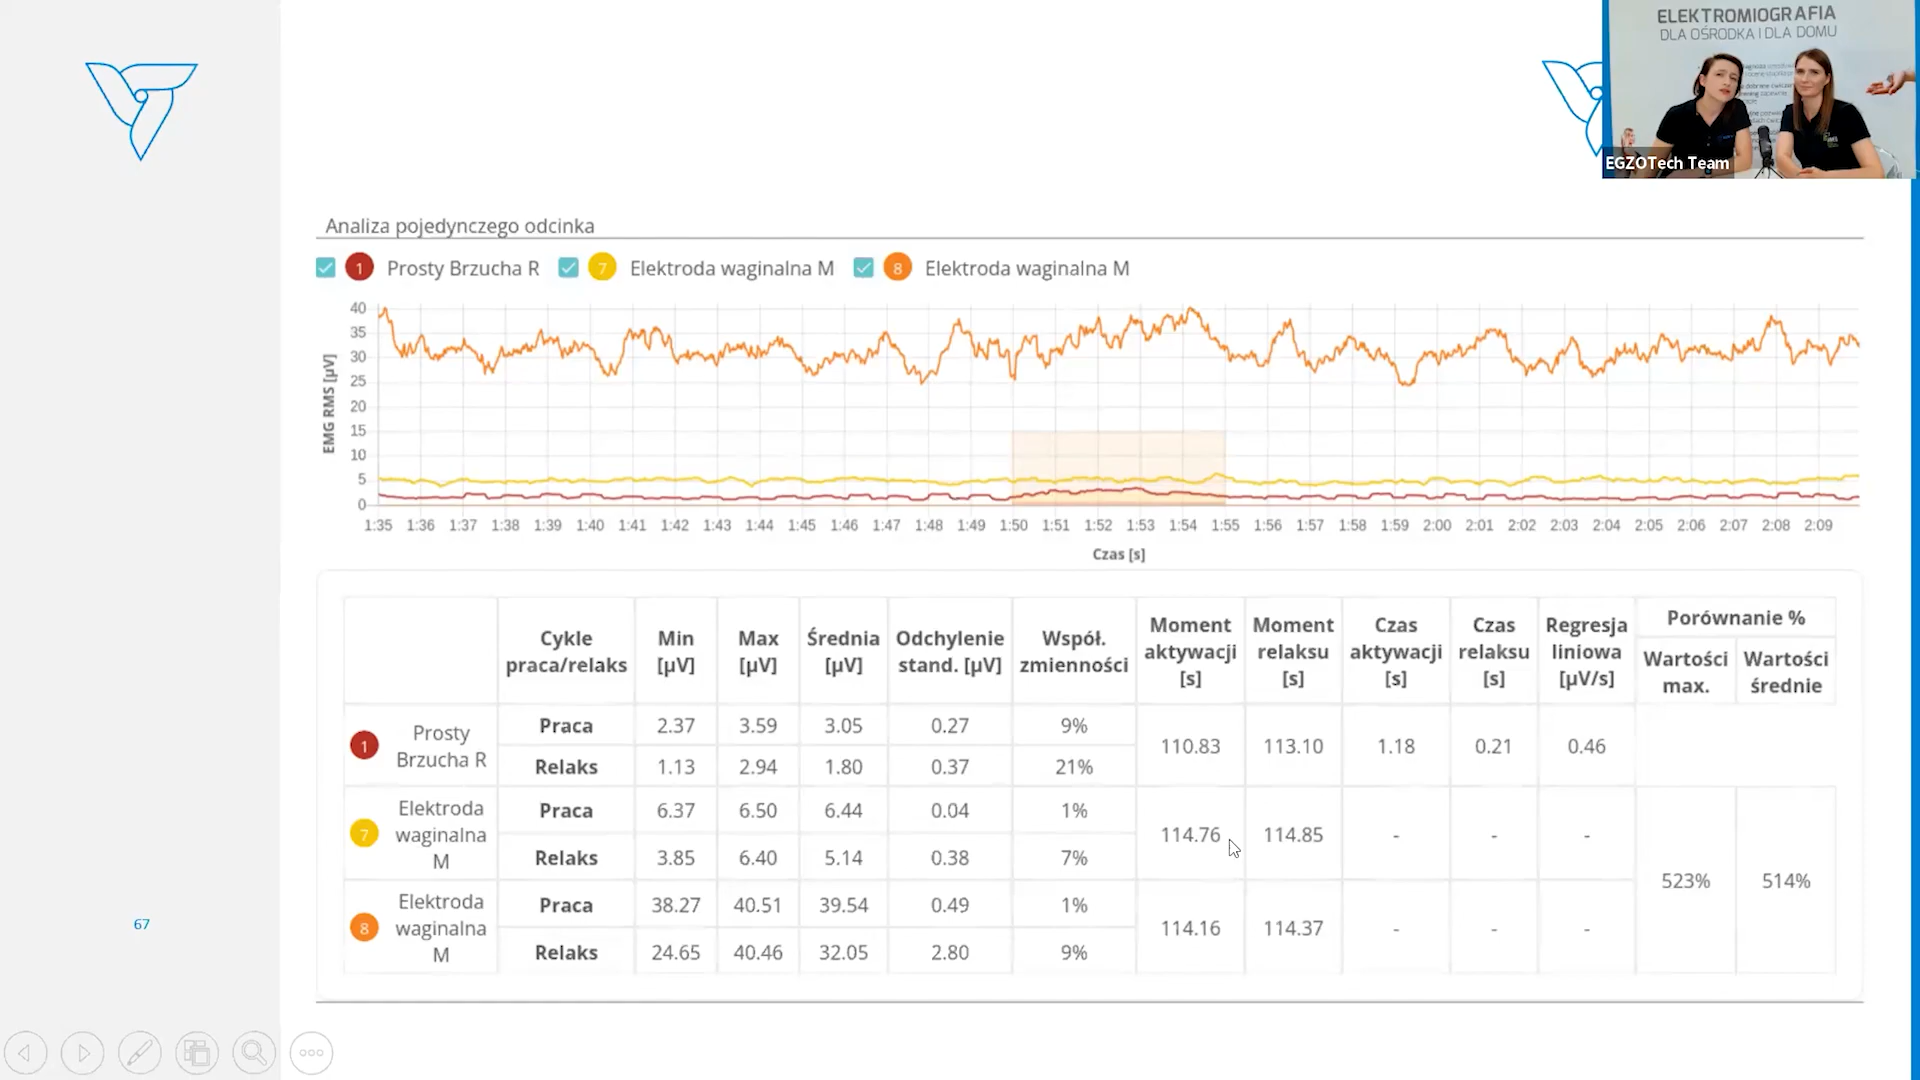 ELEKTROMIOGRAFIA
DLA OŚRODKA I DLA DOMU
EGZOTech Team
Analiza pojedynczego odcinka
1 Prosty Brzucha R 7 Elektroda waginalna M 8 Elektroda waginalna M
EMG RMS [µV]
40
35
30
25
20
15
10
5
0
1:35 1:36 1:37 1:38 1:39 1:40 1:41 1:42 1:43 1:44 1:45 1:46 1:47 1:48 1:49 1:50 1:51 1:52 1:53 1:54 1:55 1:56 1:57 1:58 1:59 2:00 2:01 2:02 2:03 2:04 2:05 2:06 2:07 2:08 2:09
Czas [s]
Cykle praca/relaks Min [µV] Max [µV] Średnia [µV] Odchylenie stand. [µV] Współ. zmienności Moment aktywacji [s] Moment relaksu [s] Czas aktywacji [s] Czas relaksu [s] Regresja liniowa [µV/s] Porównanie %
Wartości max. Wartości średnie
1 Prosty Brzucha R
Praca 2.37 3.59 3.05 0.27 9%
110.83 113.10 1.18 0.21 0.46
Relaks 1.13 2.94 1.80 0.37 21%
7 Elektroda waginalna M
Praca 6.37 6.50 6.44 0.04 1%
114.76 114.85 - - -
Relaks 3.85 6.40 5.14 0.38 7%
523% 514%
8 Elektroda waginalna M
Praca 38.27 40.51 39.54 0.49 1%
114.16 114.37 - - -
Relaks 24.65 40.46 32.05 2.80 9%
67